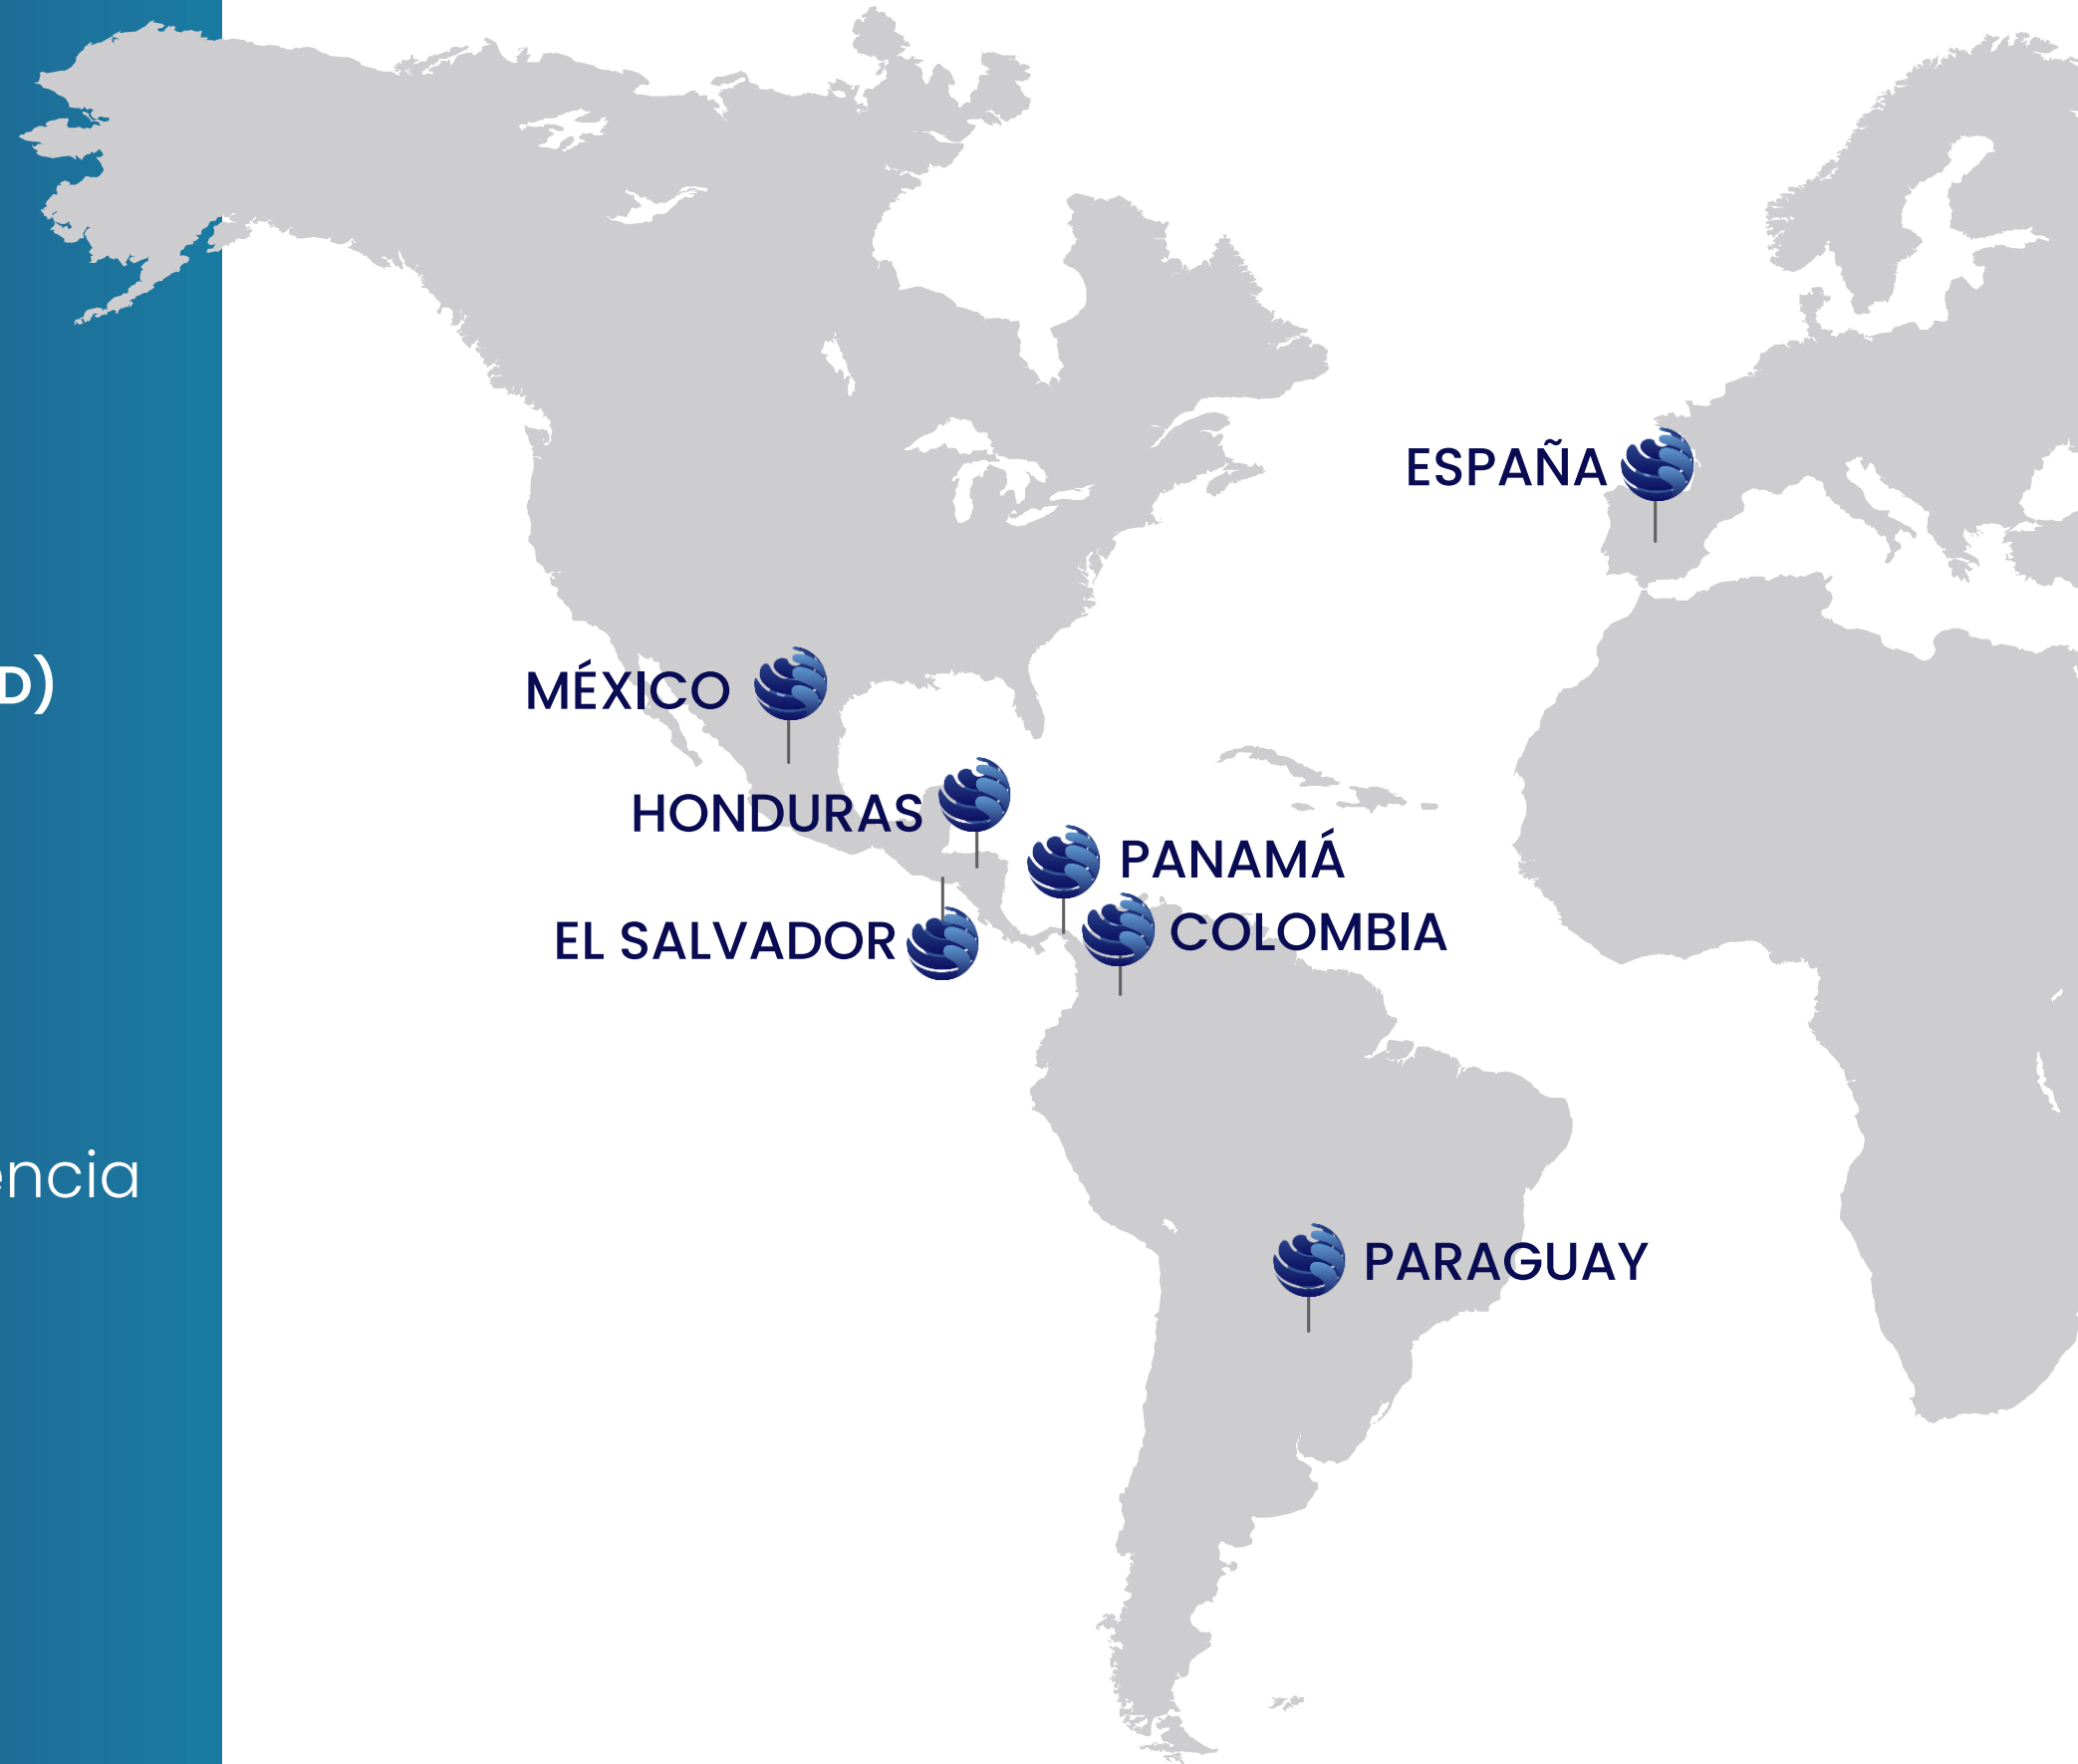 D)
encia
ESPAÑA
MÉXICO
HONDURAS
PANAMÁ
COLOMBIA
EL SALVADOR
PARAGUAY